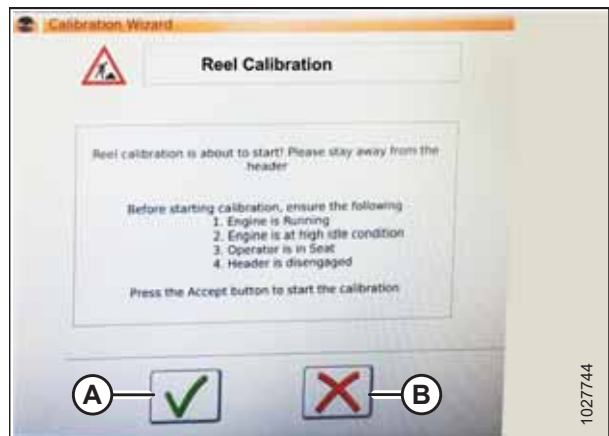 Calibration Wizard
Reel Calibration
Reel calibration is about to start! Please stay away from the
header
Before starting calibration, ensure the following
1. Engine is Running
2. Engine is at high idle condition
3. Operator is in Seat
4. Header is disengaged
Press the Accept button to start the calibration
A
B
1027744